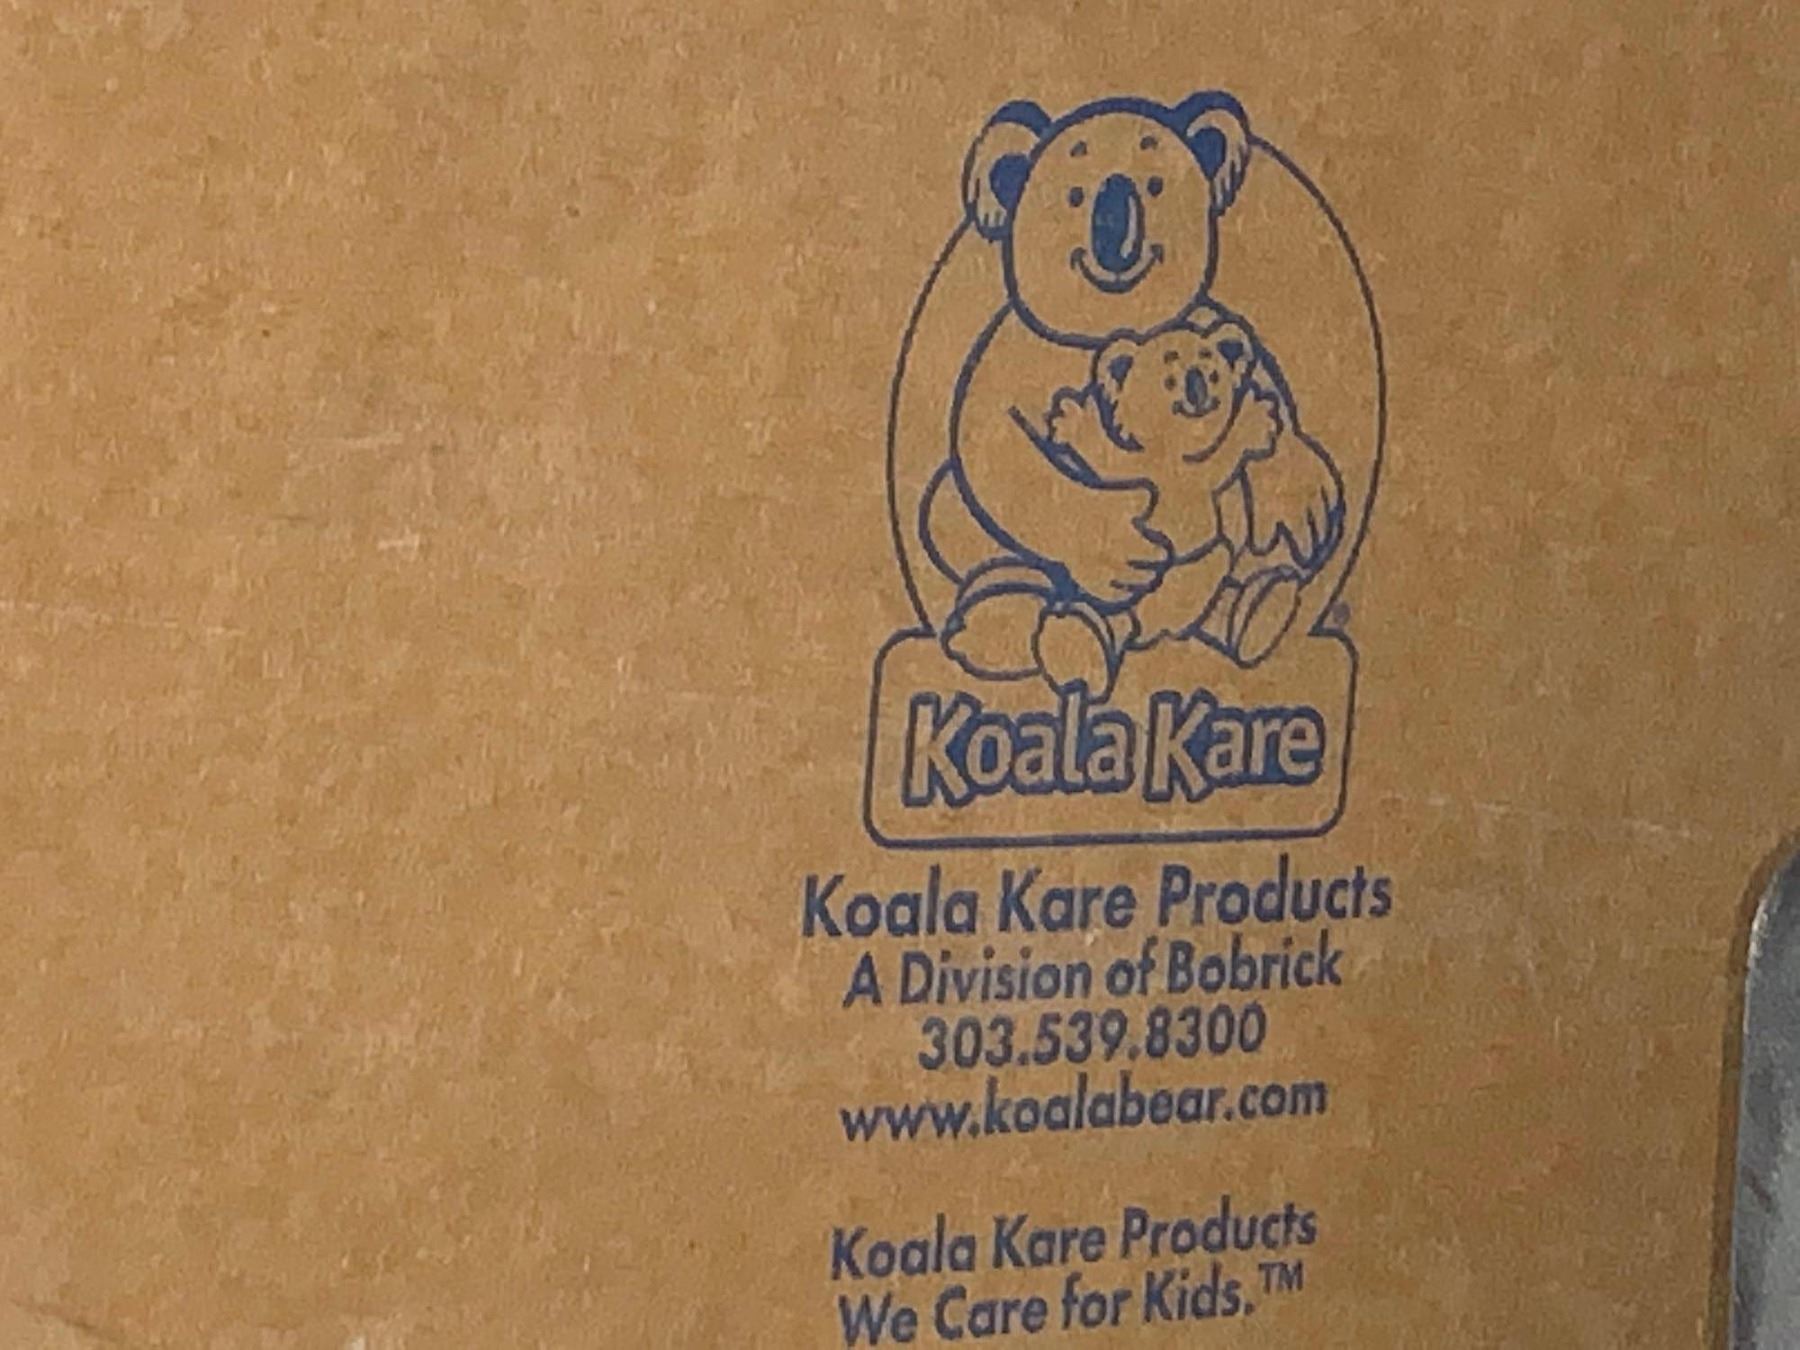 Koala Kare
Koala Kare Products
A Division of Bobrick
303.539.8300
www.koalabear.com
Koala Kare Products
We Care for Kids.™